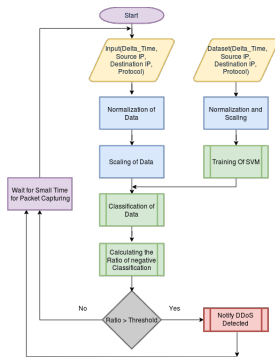 Start
Input(Delta_Time,
Source IP,
Destination IP,
Protocol)
Dataset(Delta_Time,
Source IP,
Destination IP,
Protocol)
Normalization of
Data
Normalization and
Scaling
Scaling of Data
Training Of SVM
Wait for Small Time
for Packet Capturing
Classification of
Data
Calculating the
Ratio of negative
Classification
No
Yes
Ratio > Threshold
Notify DDoS
Detected